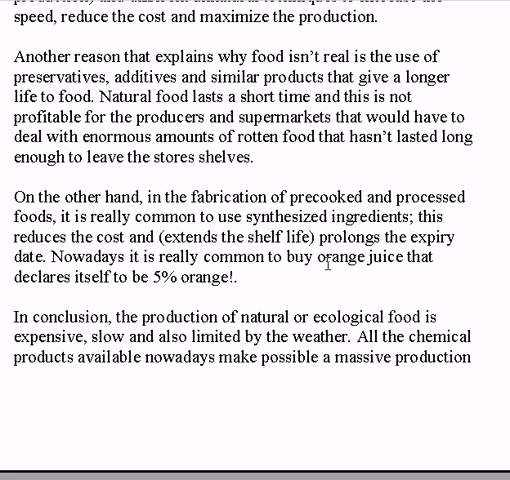 speed, reduce the cost and maximize the production.
Another reason that explains why food isn't real is the use of
preservatives, additives and similar products that give a longer
life to food. Natural food lasts a short time and this is not
profitable for the producers and supermarkets that would have to
deal with enormous amounts of rotten food that hasn't lasted long
enough to leave the stores shelves.
On the other hand, in the fabrication of precooked and processed
foods, it is really common to use synthesized ingredients; this
reduces the cost and (extends the shelf life) prolongs the expiry
date. Nowadays it is really common to buy orange juice that
declares itself to be 5% orange!.
In conclusion, the production of natural or ecological food is
expensive, slow and also limited by the weather. All the chemical
products available nowadays make possible a massive production